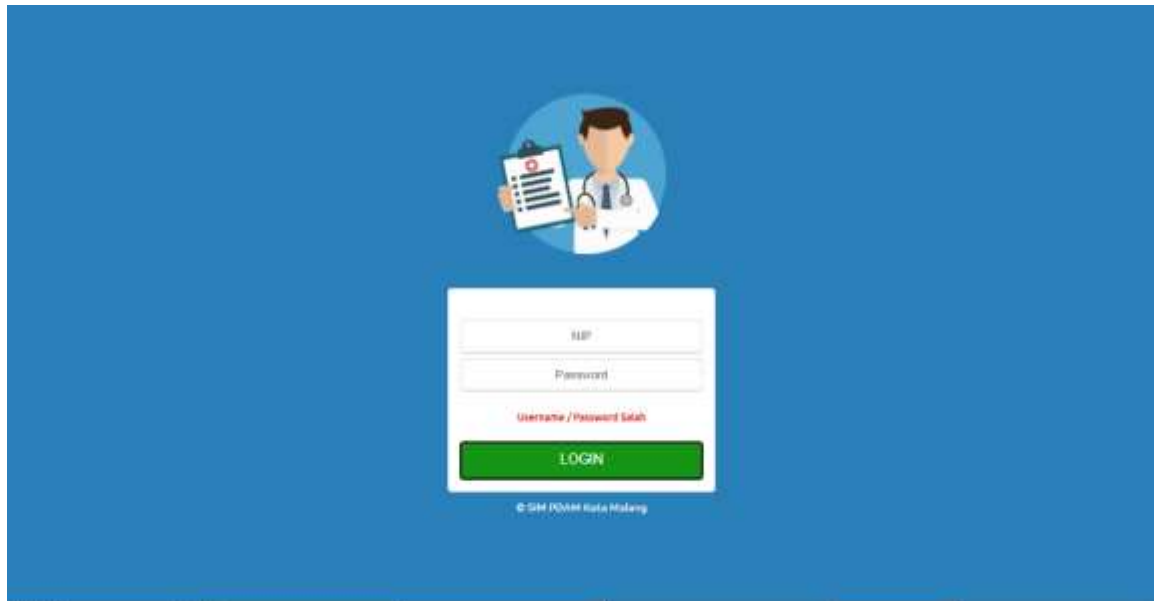 NIP
Password
Username / Password Salah
LOGIN
© SIM PDAM Kota Malang